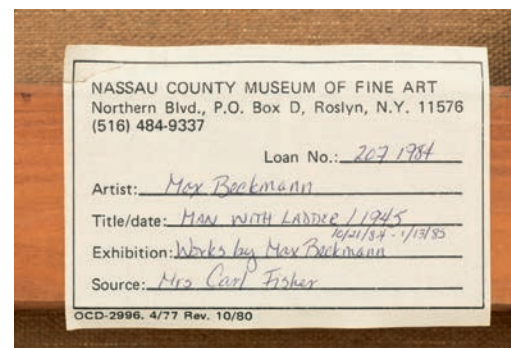 NASSAU COUNTY MUSEUM OF FINE ART
Northern Blvd., P.O. Box D, Roslyn, N.Y. 11576
(516) 484-9337
Loan No.: 207 1984
Artist: Max Beckmann
Title/date: MAN WITH LADDER / 1945
10/21/84 - 1/13/85
Exhibition: Works by Max Beckmann
Source: Mrs Carl Fisher
OCD-2996. 4/77 Rev. 10/80